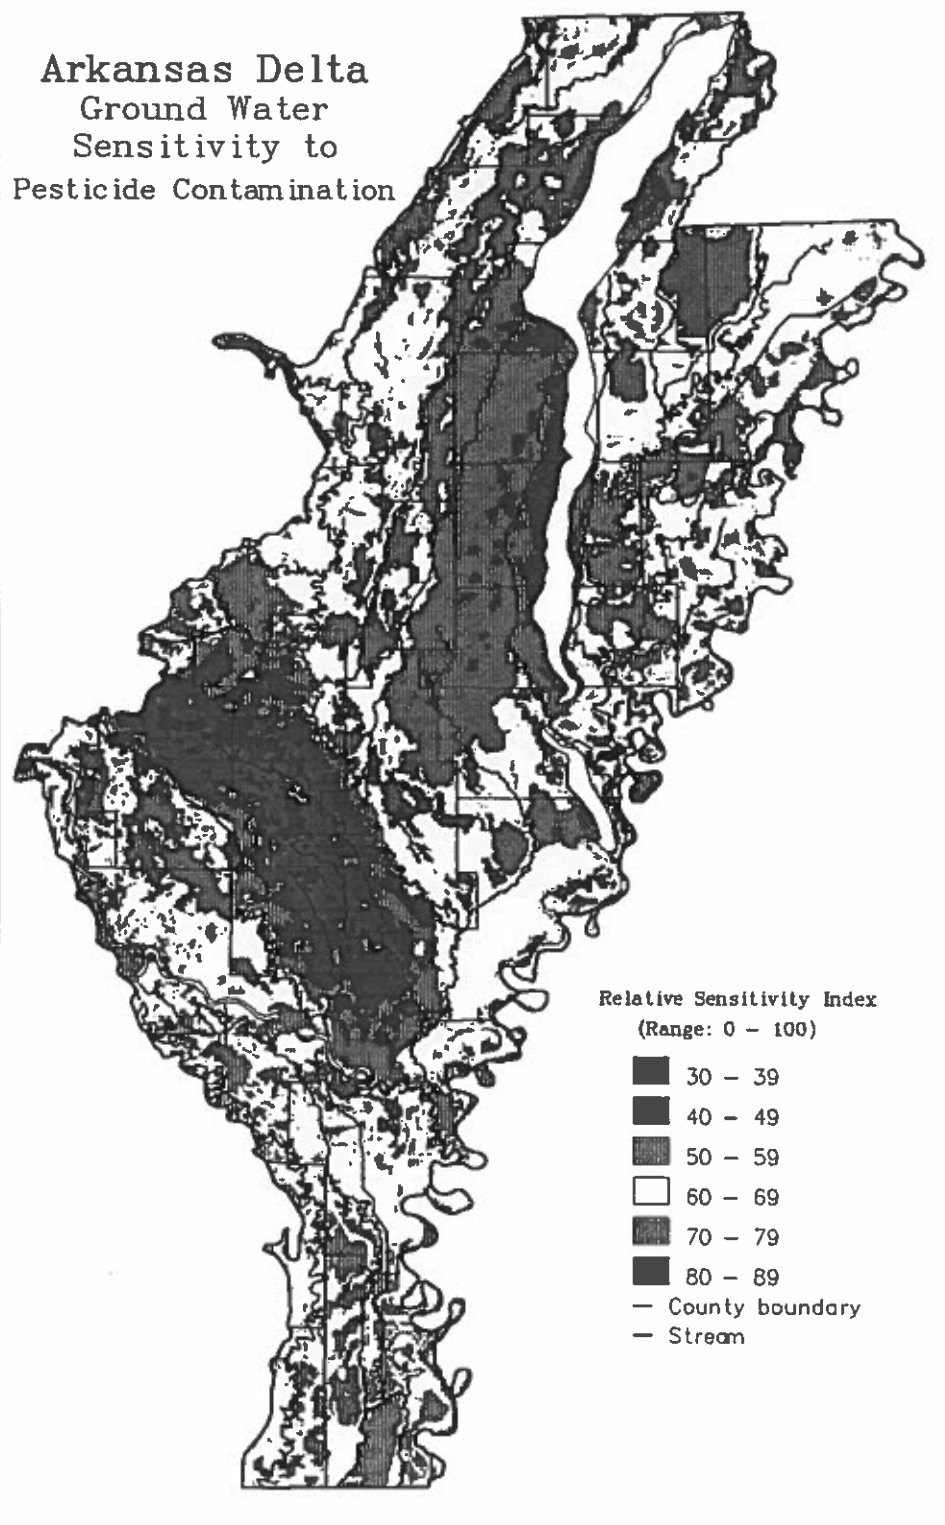 Arkansas Delta
Ground Water
Sensitivity to
Pesticide Contamination
Relative Sensitivity Index
(Range: 0 – 100)
30 – 39
40 – 49
50 – 59
60 – 69
70 – 79
80 – 89
County boundary
Stream